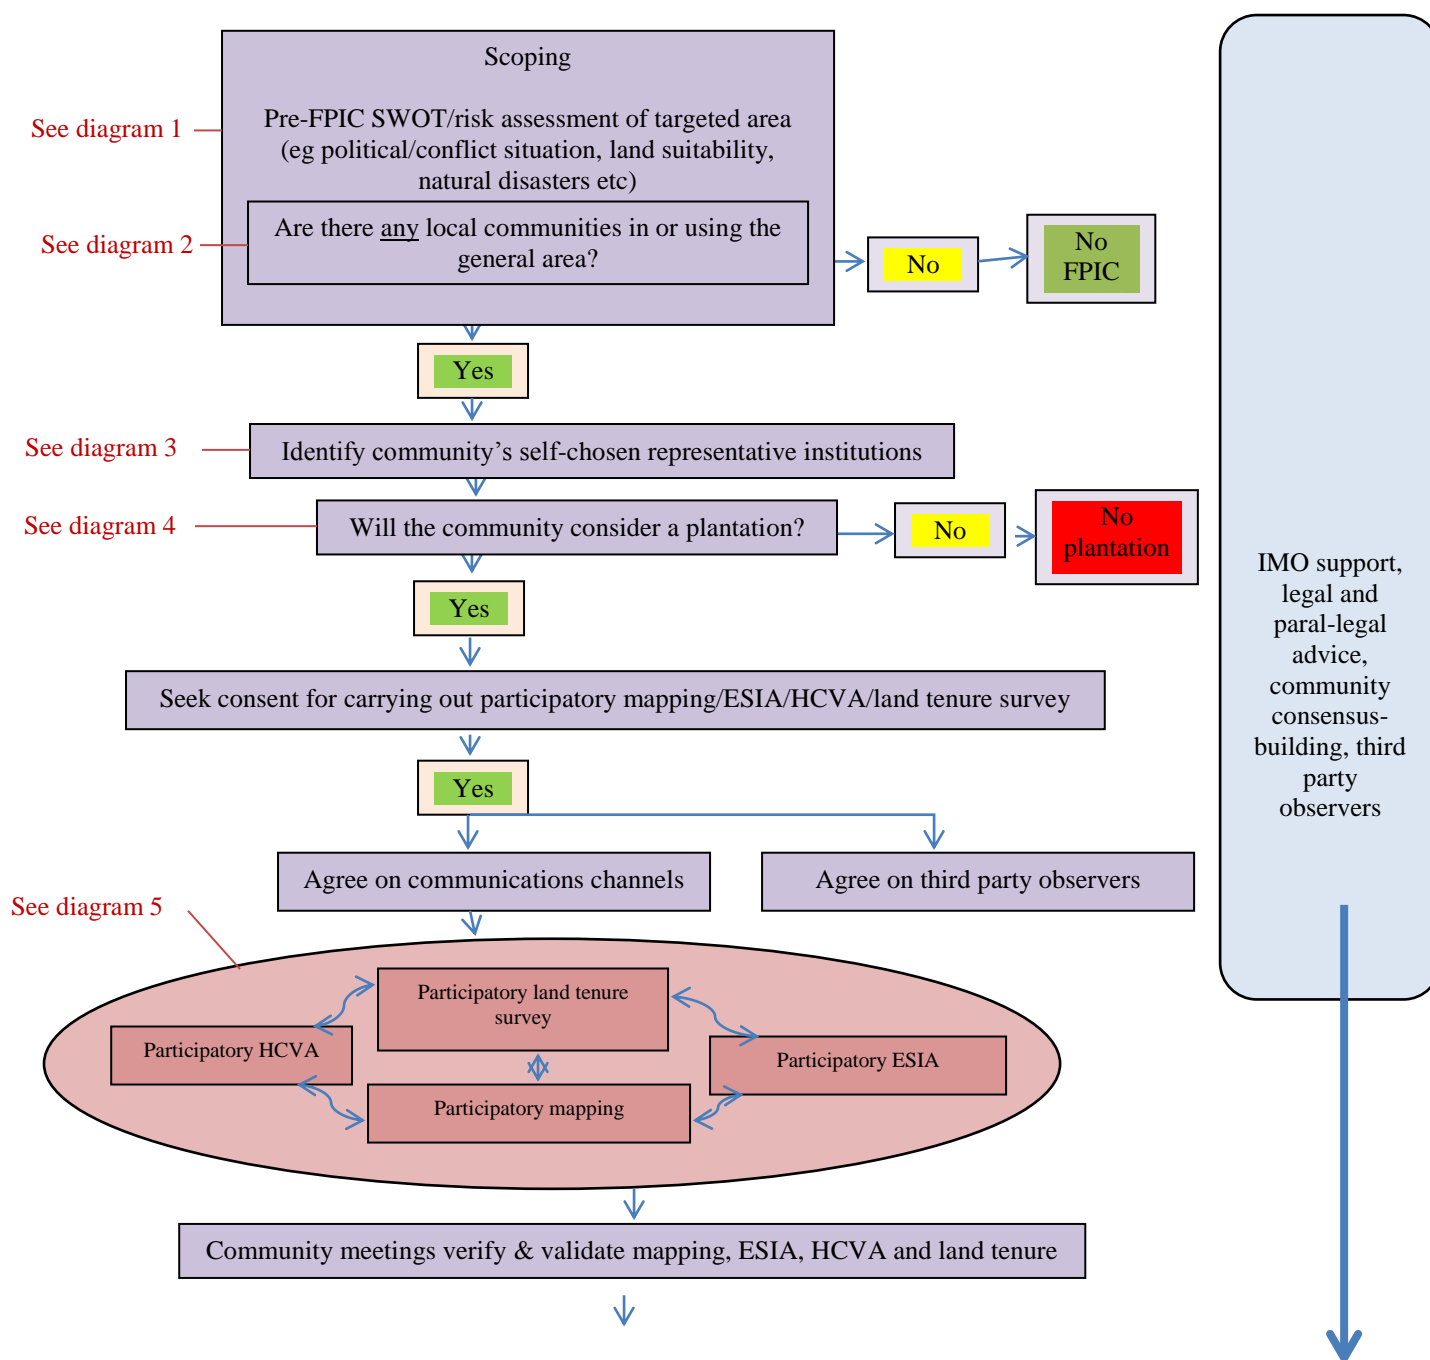 Scoping
See diagram 1
Pre-FPIC SWOT/risk assessment of targeted area
(eg political/conflict situation, land suitability,
natural disasters etc)
See diagram 2
Are there any local communities in or using the
general area?
No
No
FPIC
Yes
See diagram 3
Identify community’s self-chosen representative institutions
See diagram 4
Will the community consider a plantation?
No
No
plantation
Yes
Seek consent for carrying out participatory mapping/ESIA/HCVA/land tenure survey
Yes
Agree on communications channels
Agree on third party observers
See diagram 5
Participatory land tenure
survey
Participatory HCVA
Participatory ESIA
Participatory mapping
Community meetings verify & validate mapping, ESIA, HCVA and land tenure
IMO support,
legal and
paral-legal
advice,
community
consensus-
building, third
party
observers